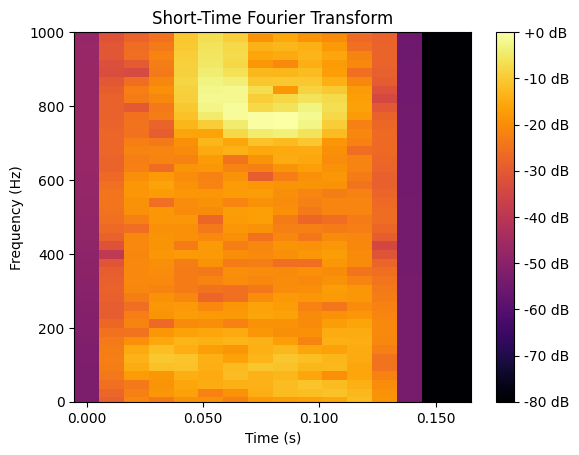 Short-Time Fourier Transform
1000
800
600
400
200
0
Frequency (Hz)
0.000
0.050
0.100
0.150
Time (s)
+0 dB
-10 dB
-20 dB
-30 dB
-40 dB
-50 dB
-60 dB
-70 dB
-80 dB